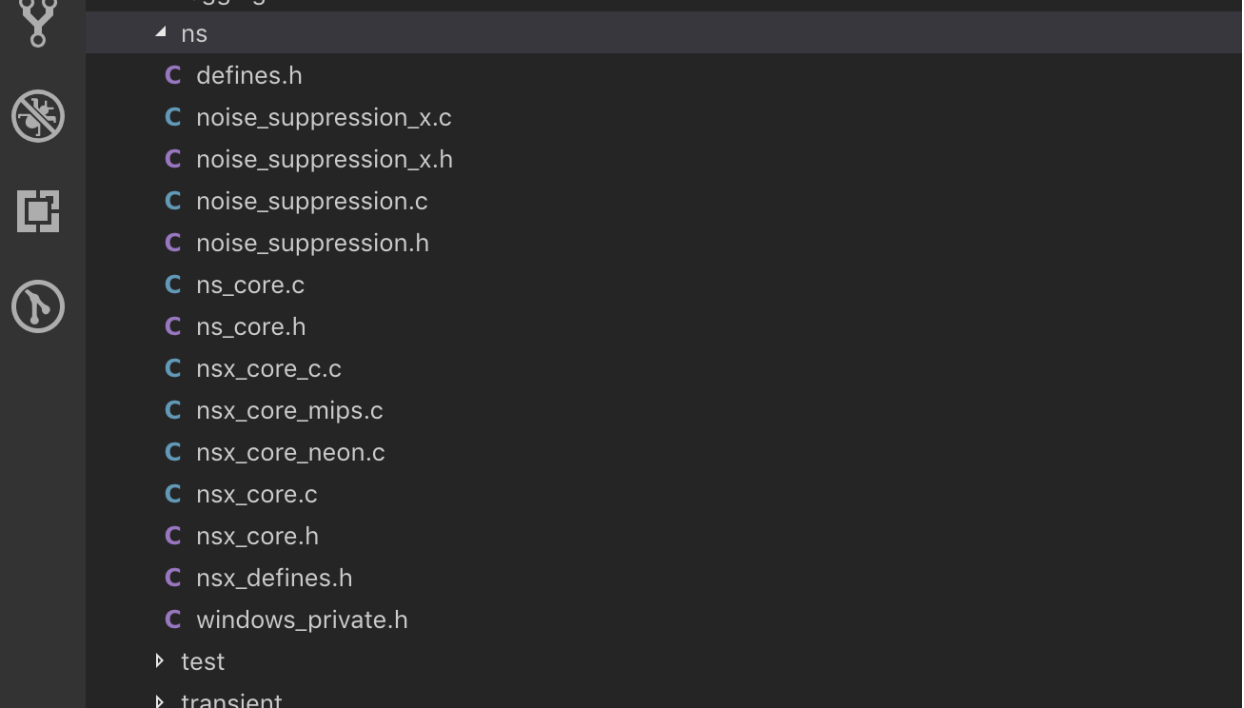 ns
C defines.h
C noise_suppression_x.c
C noise_suppression_x.h
C noise_suppression.c
C noise_suppression.h
C ns_core.c
C ns_core.h
C nsx_core_c.c
C nsx_core_mips.c
C nsx_core_neon.c
C nsx_core.c
C nsx_core.h
C nsx_defines.h
C windows_private.h
test
transient